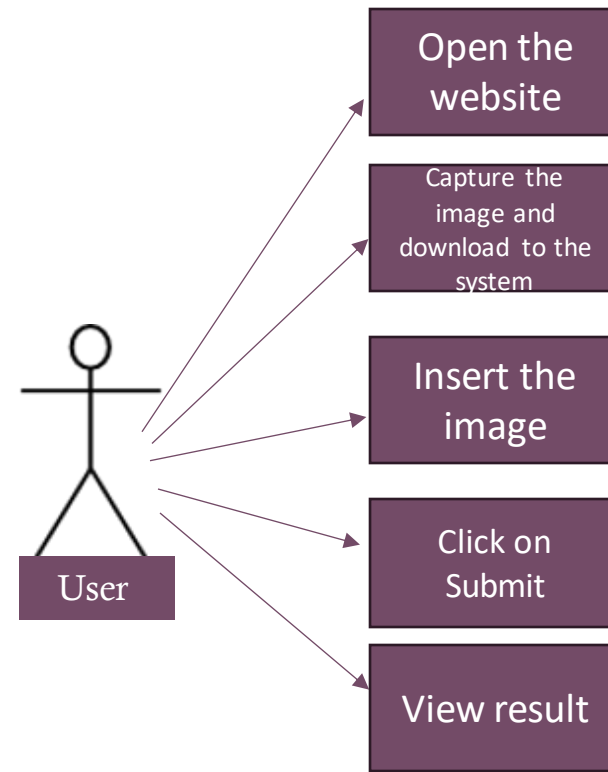 Open the
website
Capture the
image and
download to the
system
Insert the
image
Click on
Submit
User
View result